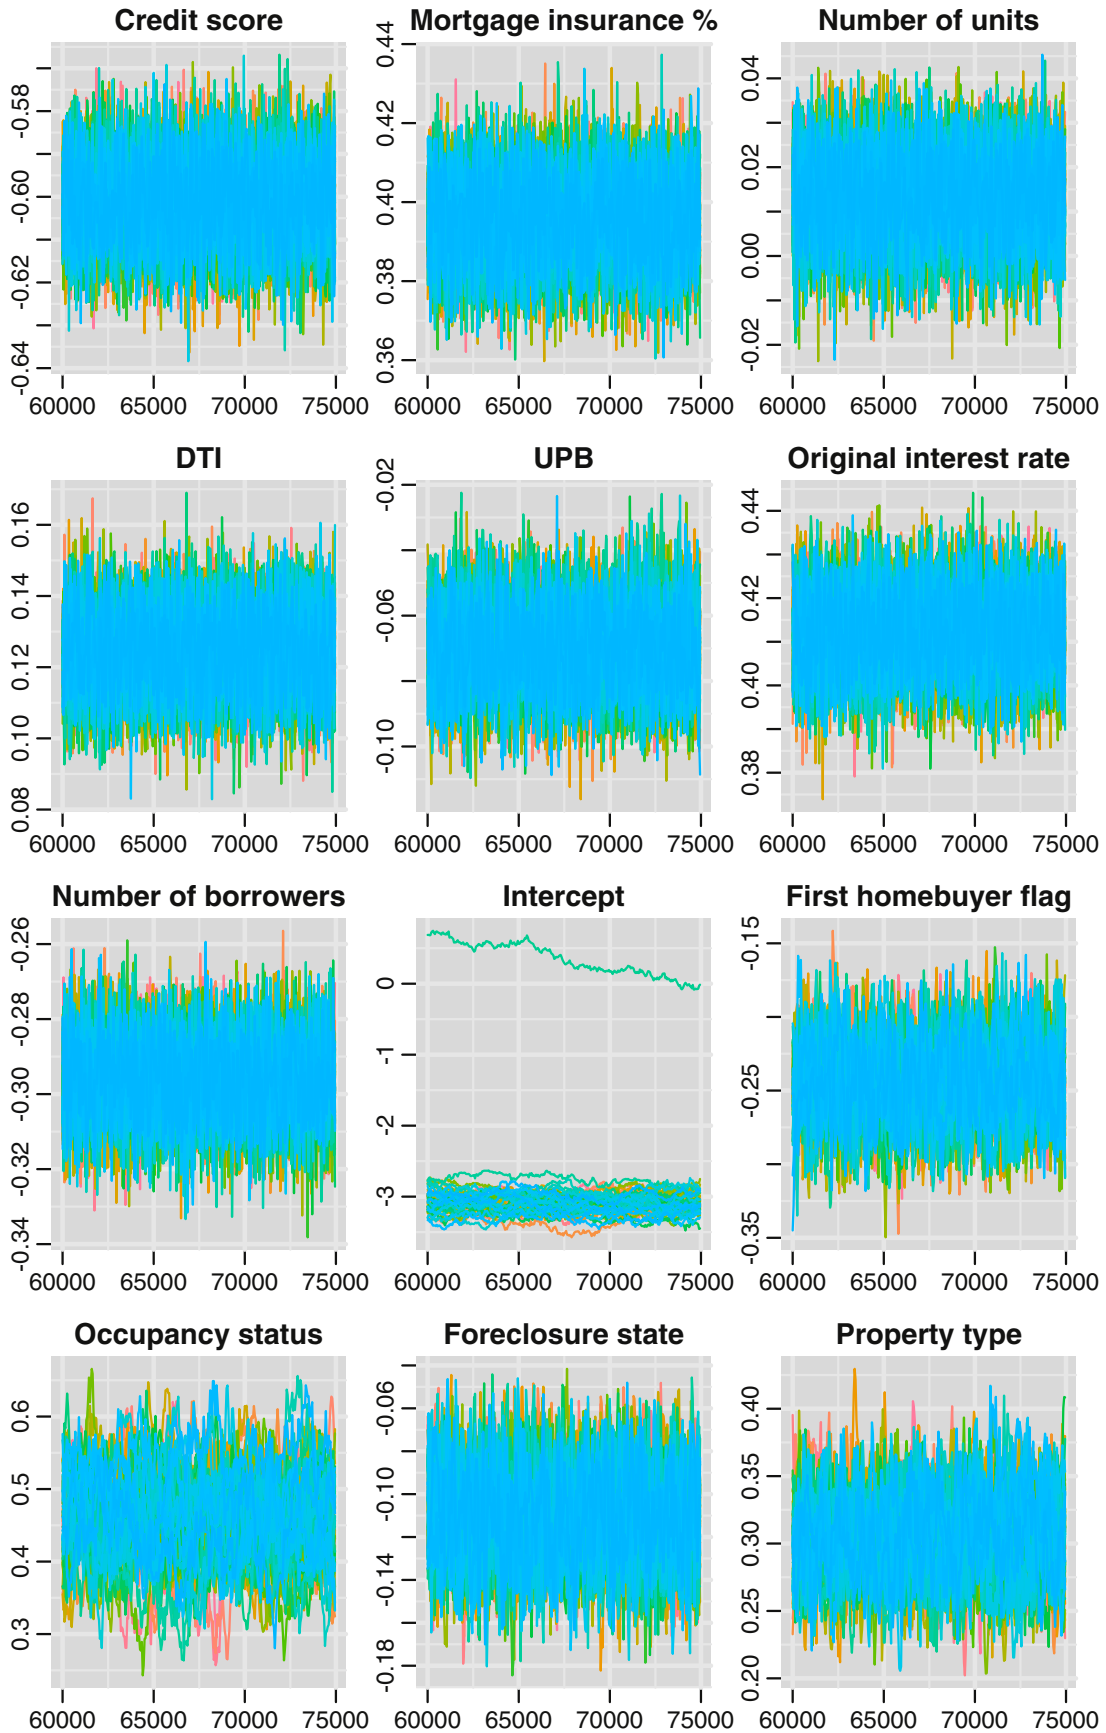 Credit score Mortgage insurance % Number of units
-0.58 -0.60 -0.62 -0.64
0.44 0.42 0.40 0.38 0.36
0.04 0.02 0.00 -0.02
60000 65000 70000 75000 60000 65000 70000 75000 60000 65000 70000 75000
DTI UPB Original interest rate
0.16 0.14 0.12 0.10 0.08
-0.02 -0.06 -0.10
0.44 0.42 0.40 0.38
60000 65000 70000 75000 60000 65000 70000 75000 60000 65000 70000 75000
Number of borrowers Intercept First homebuyer flag
-0.26 -0.28 -0.30 -0.32 -0.34
0 -1 -2 -3
-0.15 -0.25 -0.35
60000 65000 70000 75000 60000 65000 70000 75000 60000 65000 70000 75000
Occupancy status Foreclosure state Property type
0.6 0.5 0.4 0.3
-0.06 -0.10 -0.14 -0.18
0.40 0.35 0.30 0.25 0.20
60000 65000 70000 75000 60000 65000 70000 75000 60000 65000 70000 75000